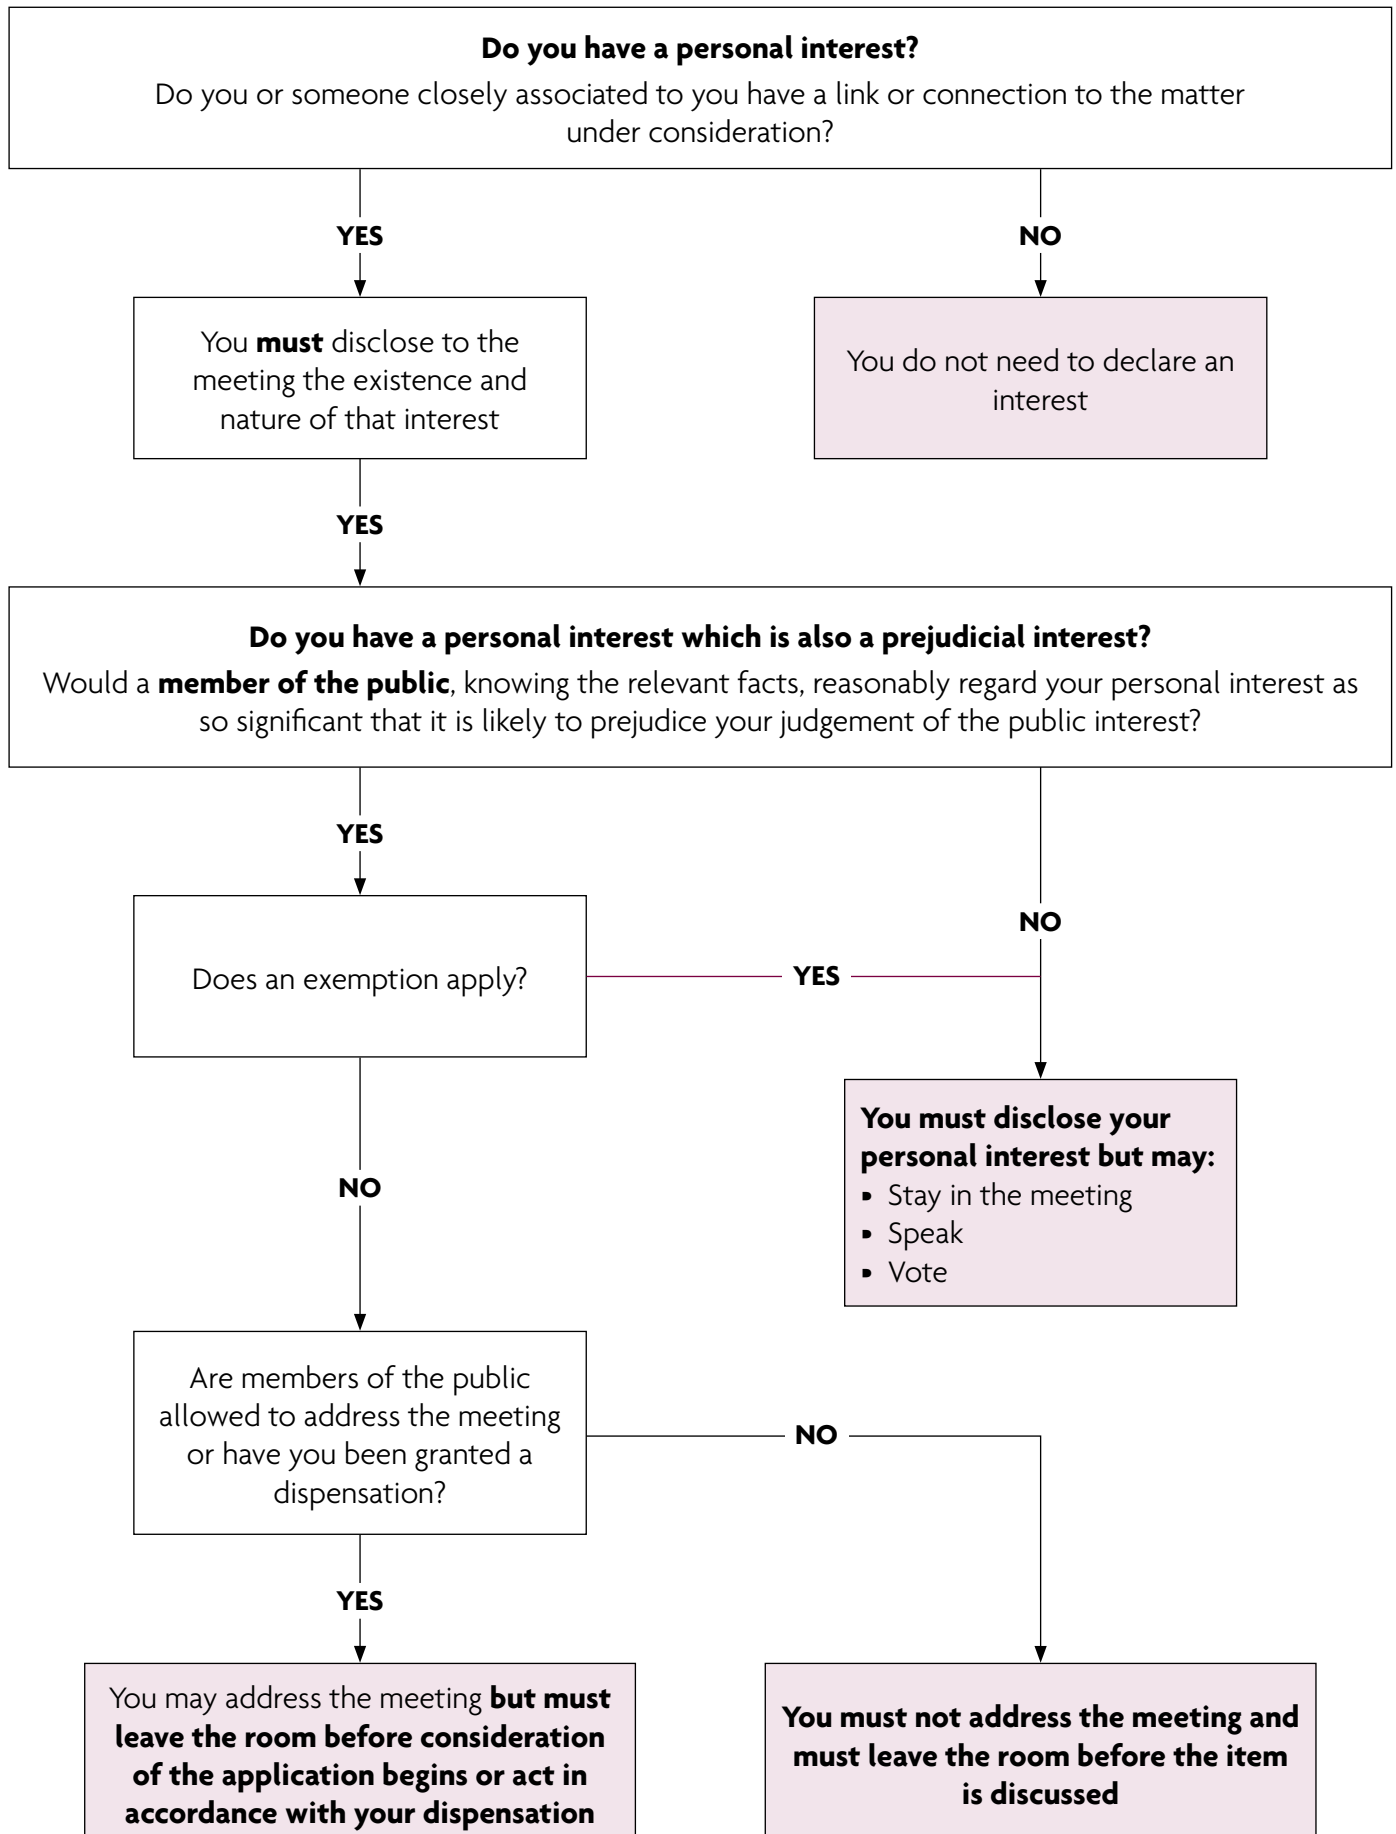 Do you have a personal interest?
Do you or someone closely associated to you have a link or connection to the matter
under consideration?
YES
NO
You must disclose to the
meeting the existence and
nature of that interest
You do not need to declare an
interest
YES
Do you have a personal interest which is also a prejudicial interest?
Would a member of the public, knowing the relevant facts, reasonably regard your personal interest as
so significant that it is likely to prejudice your judgement of the public interest?
YES
NO
Does an exemption apply?
YES
You must disclose your
personal interest but may:
• Stay in the meeting
• Speak
• Vote
NO
Are members of the public
allowed to address the meeting
or have you been granted a
dispensation?
NO
YES
You may address the meeting but must
leave the room before consideration
of the application begins or act in
accordance with your dispensation
You must not address the meeting and
must leave the room before the item
is discussed